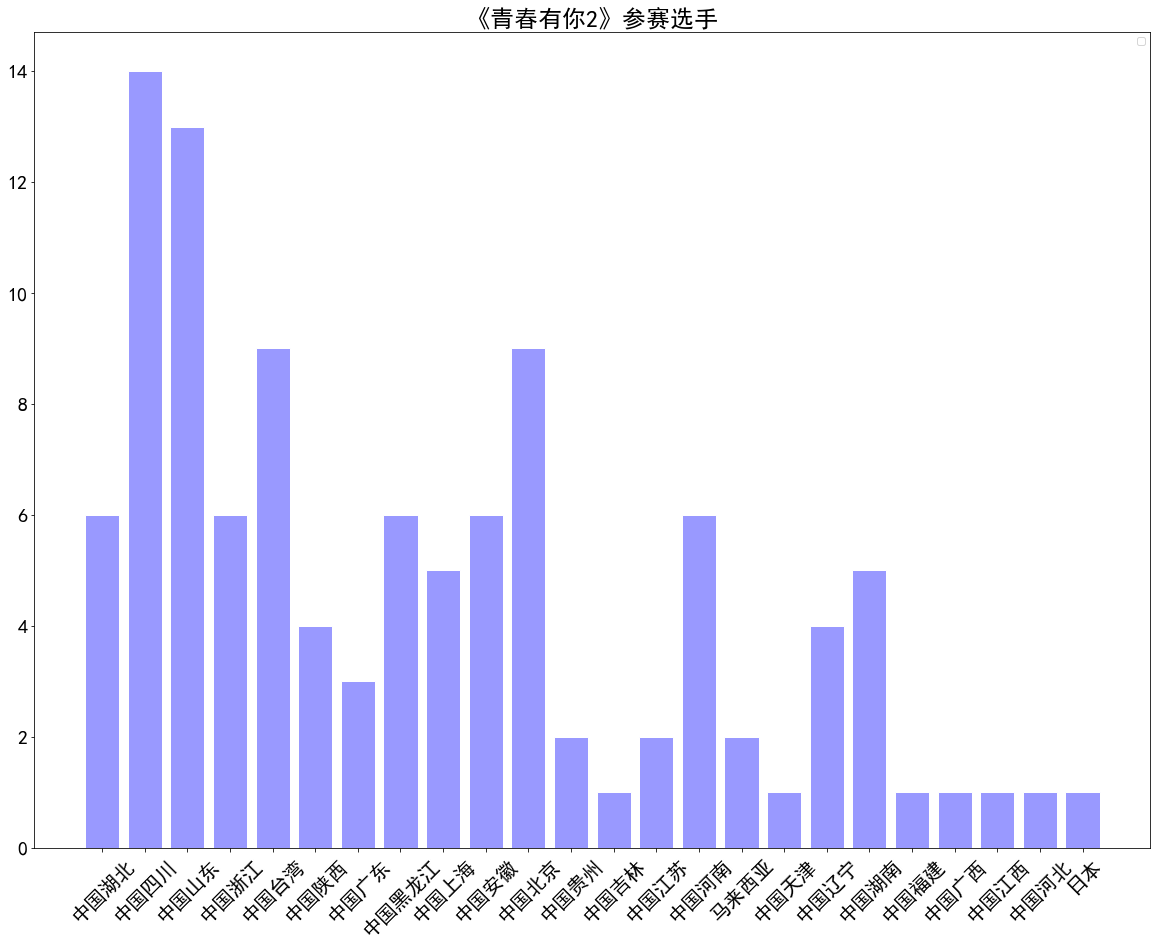 《青春有你2》参赛选手
14
12
10
8
6
4
2
0
中国湖北
中国四川
中国山东
中国浙江
中国台湾
中国陕西
中国广东
中国黑龙江
中国上海
中国安徽
中国北京
中国贵州
中国吉林
中国江苏
中国河南
马来西亚
中国天津
中国辽宁
中国湖南
中国福建
中国广西
中国江西
中国河北
日本